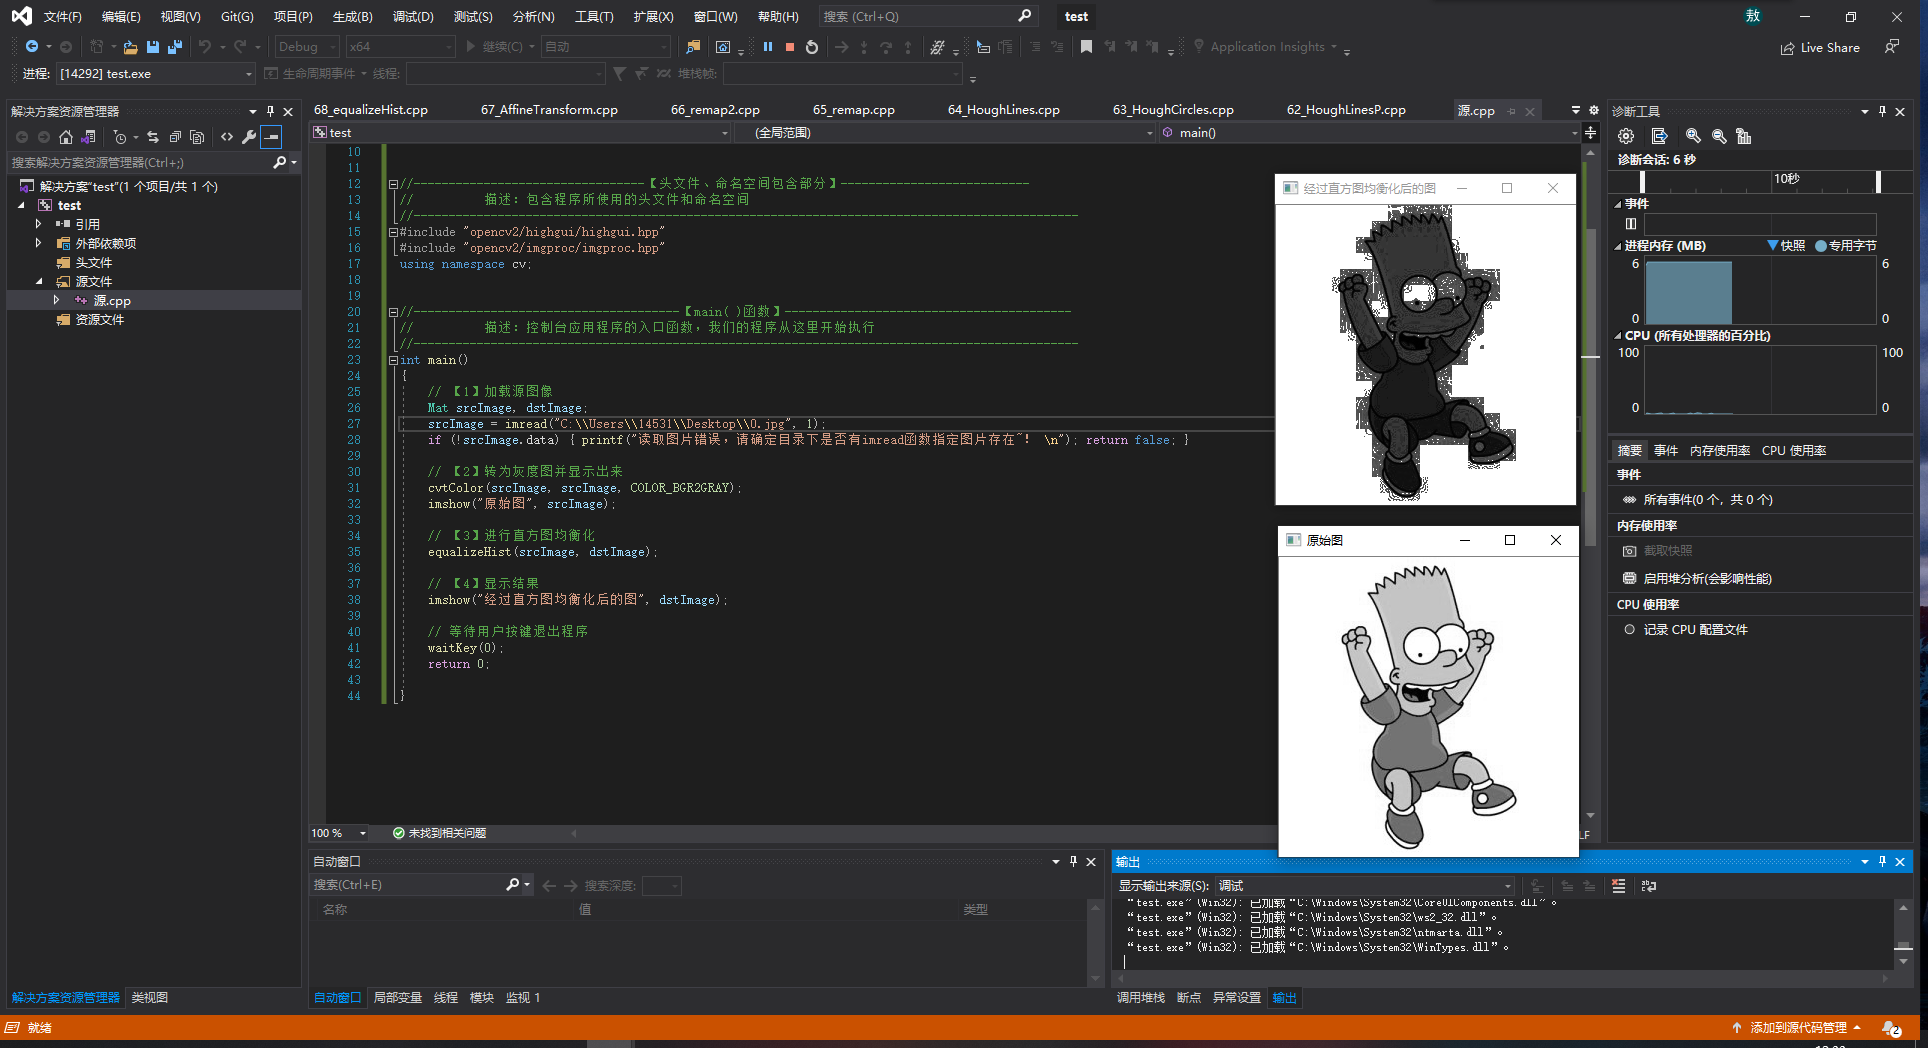 文件(F) 编辑(E) 视图(V) Git(G) 项目(P) 生成(B) 调试(D) 测试(S) 分析(N) 工具(T) 扩展(X) 窗口(W) 帮助(H) 搜索 (Ctrl+Q) test 敖
Debug x64 继续(C) 自动 Application Insights Live Share
进程: [14292] test.exe 生命周期事件 线程: 堆栈帧:
解决方案资源管理器
搜索解决方案资源管理器(Ctrl+;)
解决方案"test"(1 个项目/共 1 个)
test
引用
外部依赖项
头文件
源文件
源.cpp
资源文件
解决方案资源管理器 类视图
68_equalizeHist.cpp 67_AffineTransform.cpp 66_remap2.cpp 65_remap.cpp 64_HoughLines.cpp 63_HoughCircles.cpp 62_HoughLinesP.cpp 源.cpp
test (全局范围) main()
10
11
12 //---------------------------------【头文件、命名空间包含部分】---------------------------
13 // 描述：包含程序所使用的头文件和命名空间
14 //-----------------------------------------------------------------------------------------------
15 #include "opencv2/highgui/highgui.hpp"
16 #include "opencv2/imgproc/imgproc.hpp"
17 using namespace cv;
18
19
20 //--------------------------------------【main( )函数】-----------------------------------------
21 // 描述：控制台应用程序的入口函数，我们的程序从这里开始执行
22 //-----------------------------------------------------------------------------------------------
23 int main()
24 {
25 // 【1】加载源图像
26 Mat srcImage, dstImage;
27 srcImage = imread("C:\\Users\\14531\\Desktop\\0.jpg", 1);
28 if (!srcImage.data) { printf("读取图片错误，请确定目录下是否有imread函数指定图片存在~！ \n"); return false; }
29
30 // 【2】转为灰度图并显示出来
31 cvtColor(srcImage, srcImage, COLOR_BGR2GRAY);
32 imshow("原始图", srcImage);
33
34 // 【3】进行直方图均衡化
35 equalizeHist(srcImage, dstImage);
36
37 // 【4】显示结果
38 imshow("经过直方图均衡化后的图", dstImage);
39
40 // 等待用户按键退出程序
41 waitKey(0);
42 return 0;
43
44 }
100 % 未找到相关问题 LF
经过直方图均衡化后的图
原始图
诊断工具
诊断会话: 6 秒
10秒
事件
进程内存 (MB) 快照 专用字节
6 6
0 0
CPU (所有处理器的百分比)
100 100
0 0
摘要 事件 内存使用率 CPU 使用率
事件
所有事件(0 个，共 0 个)
内存使用率
截取快照
启用堆分析(会影响性能)
CPU 使用率
记录 CPU 配置文件
自动窗口
搜索(Ctrl+E) 搜索深度:
名称 值 类型
自动窗口 局部变量 线程 模块 监视 1
输出
显示输出来源(S): 调试
“test.exe”(Win32): 已加载“C:\Windows\System32\CoreUIComponents.dll”。
“test.exe”(Win32): 已加载“C:\Windows\System32\ws2_32.dll”。
“test.exe”(Win32): 已加载“C:\Windows\System32\ntmarta.dll”。
“test.exe”(Win32): 已加载“C:\Windows\System32\WinTypes.dll”。
调用堆栈 断点 异常设置 输出
就绪 添加到源代码管理 2